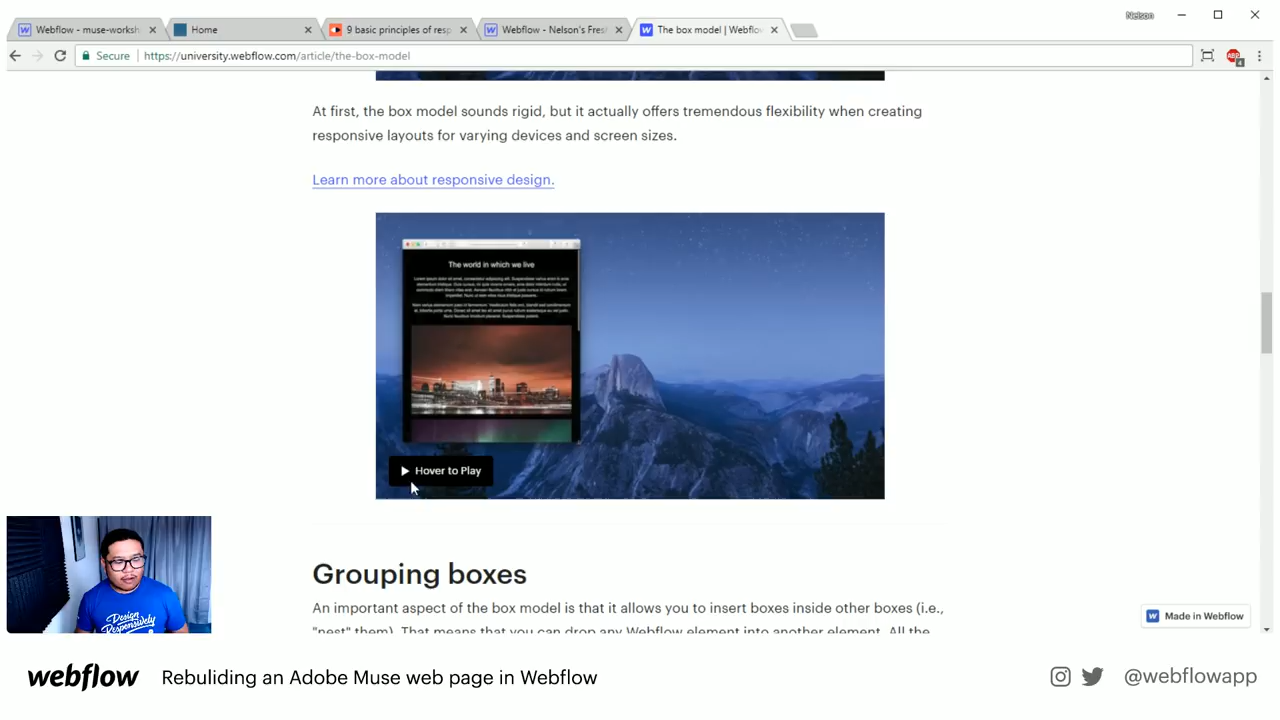 Nelson
Webflow - muse-worksh
Home
9 basic principles of resp
Webflow - Nelson's Fres
The box model | Webflow
Secure
https://university.webflow.com/article/the-box-model
At first, the box model sounds rigid, but it actually offers tremendous flexibility when creating
responsive layouts for varying devices and screen sizes.
Learn more about responsive design.
The world in which we live
Hover to Play
Grouping boxes
An important aspect of the box model is that it allows you to insert boxes inside other boxes (i.e.,
"nest" them). That means that you can drop any Webflow element into another element. All the
Made in Webflow
Design
Responsively
webflow
Rebuliding an Adobe Muse web page in Webflow
@webflowapp